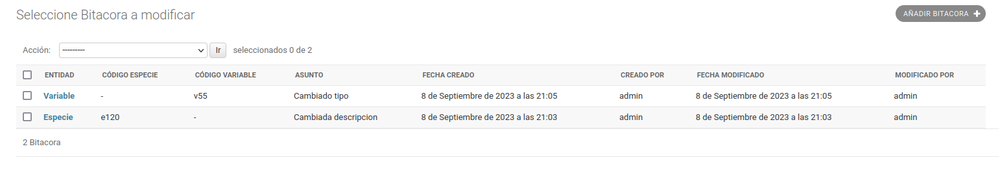 Seleccione Bitacora a modificar
AÑADIR BITACORA +
Acción: --------- Ir seleccionados 0 de 2
ENTIDAD CÓDIGO ESPECIE CÓDIGO VARIABLE ASUNTO FECHA CREADO CREADO POR FECHA MODIFICADO MODIFICADO POR
Variable - v55 Cambiado tipo 8 de Septiembre de 2023 a las 21:05 admin 8 de Septiembre de 2023 a las 21:05 admin
Especie e120 - Cambiada descripcion 8 de Septiembre de 2023 a las 21:03 admin 8 de Septiembre de 2023 a las 21:03 admin
2 Bitacora